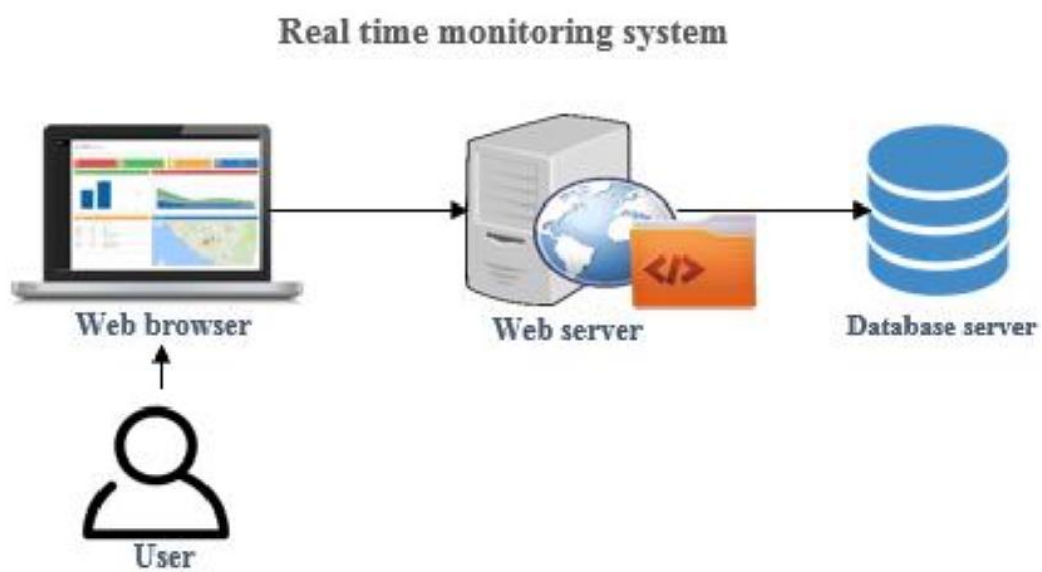 Real time monitoring system
Web browser
Web server
Database server
User
</>